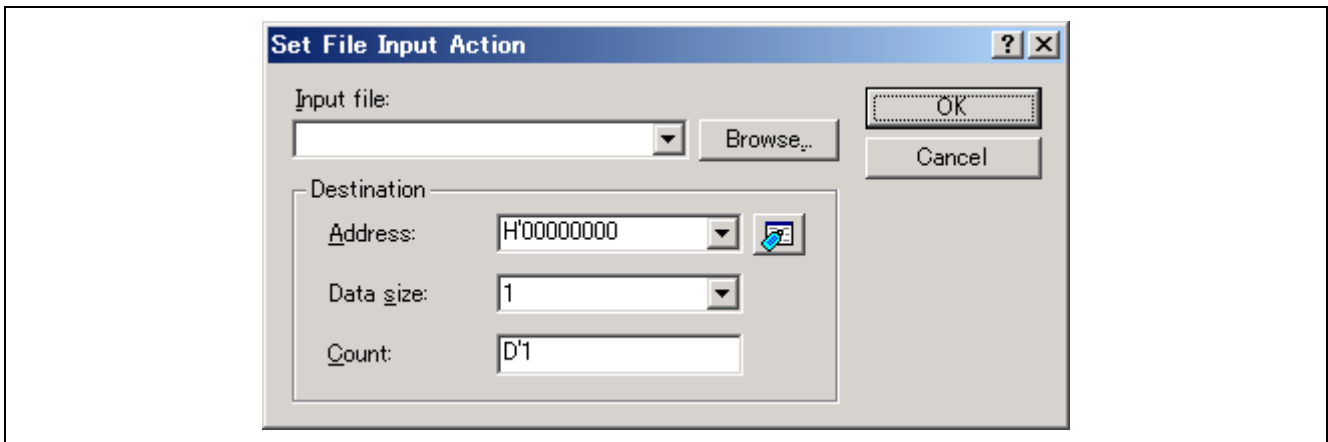 Set File Input Action
Input file:
Browse...
OK
Cancel
Destination
Address:
H'00000000
Data size:
1
Count:
D'1